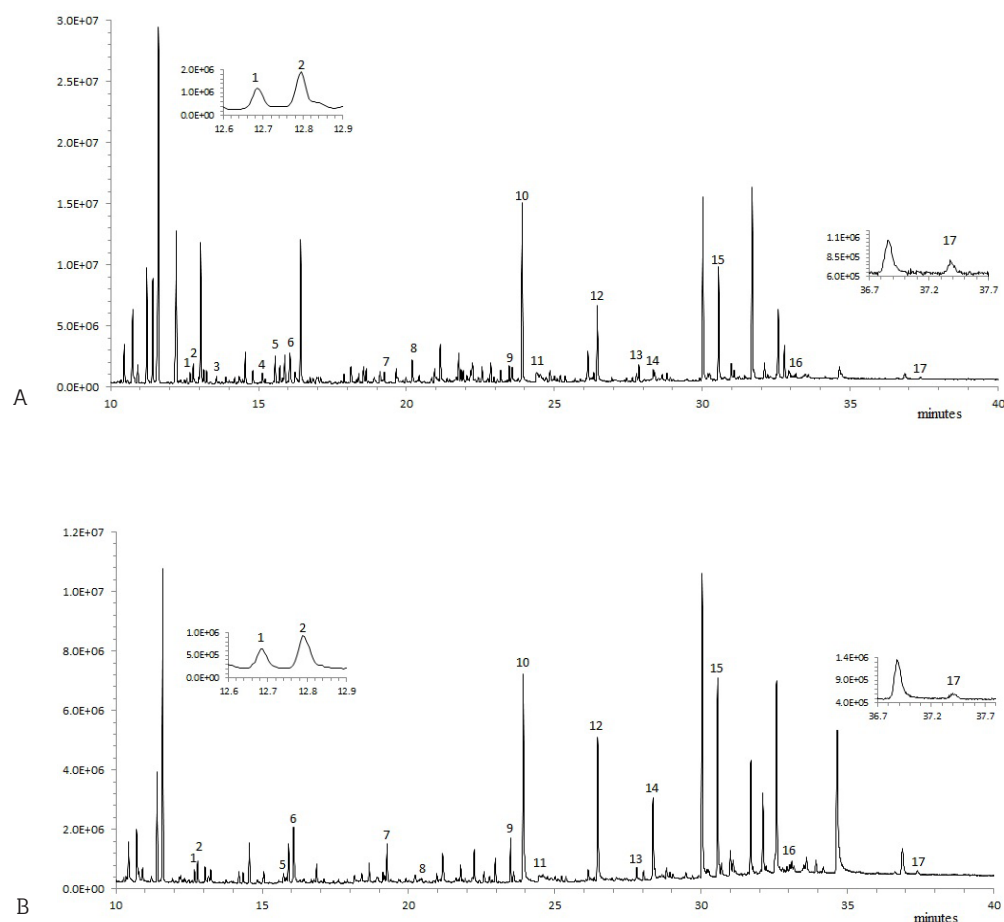 3.0E+07
2.5E+07
2.0E+07
1.5E+07
1.0E+07
5.0E+06
0.0E+00
10 15 20 25 30 35 40
minutes
A
2.0E+06
1.0E+06
0.0E+00
12.6 12.7 12.8 12.9
1 2
1 2 3 4 5 6 7 8 9 10 11 12 13 14 15 16 17
1.1E+06
8.5E+05
6.0E+05
36.7 37.2 37.7
17
1.2E+07
1.0E+07
8.0E+06
6.0E+06
4.0E+06
2.0E+06
0.0E+00
10 15 20 25 30 35 40
minutes
B
1.0E+06
5.0E+05
0.0E+00
12.6 12.7 12.8 12.9
1 2
1 2 5 6 7 8 9 10 11 12 13 14 15 16 17
1.4E+06
9.0E+05
4.0E+05
36.7 37.2 37.7
17